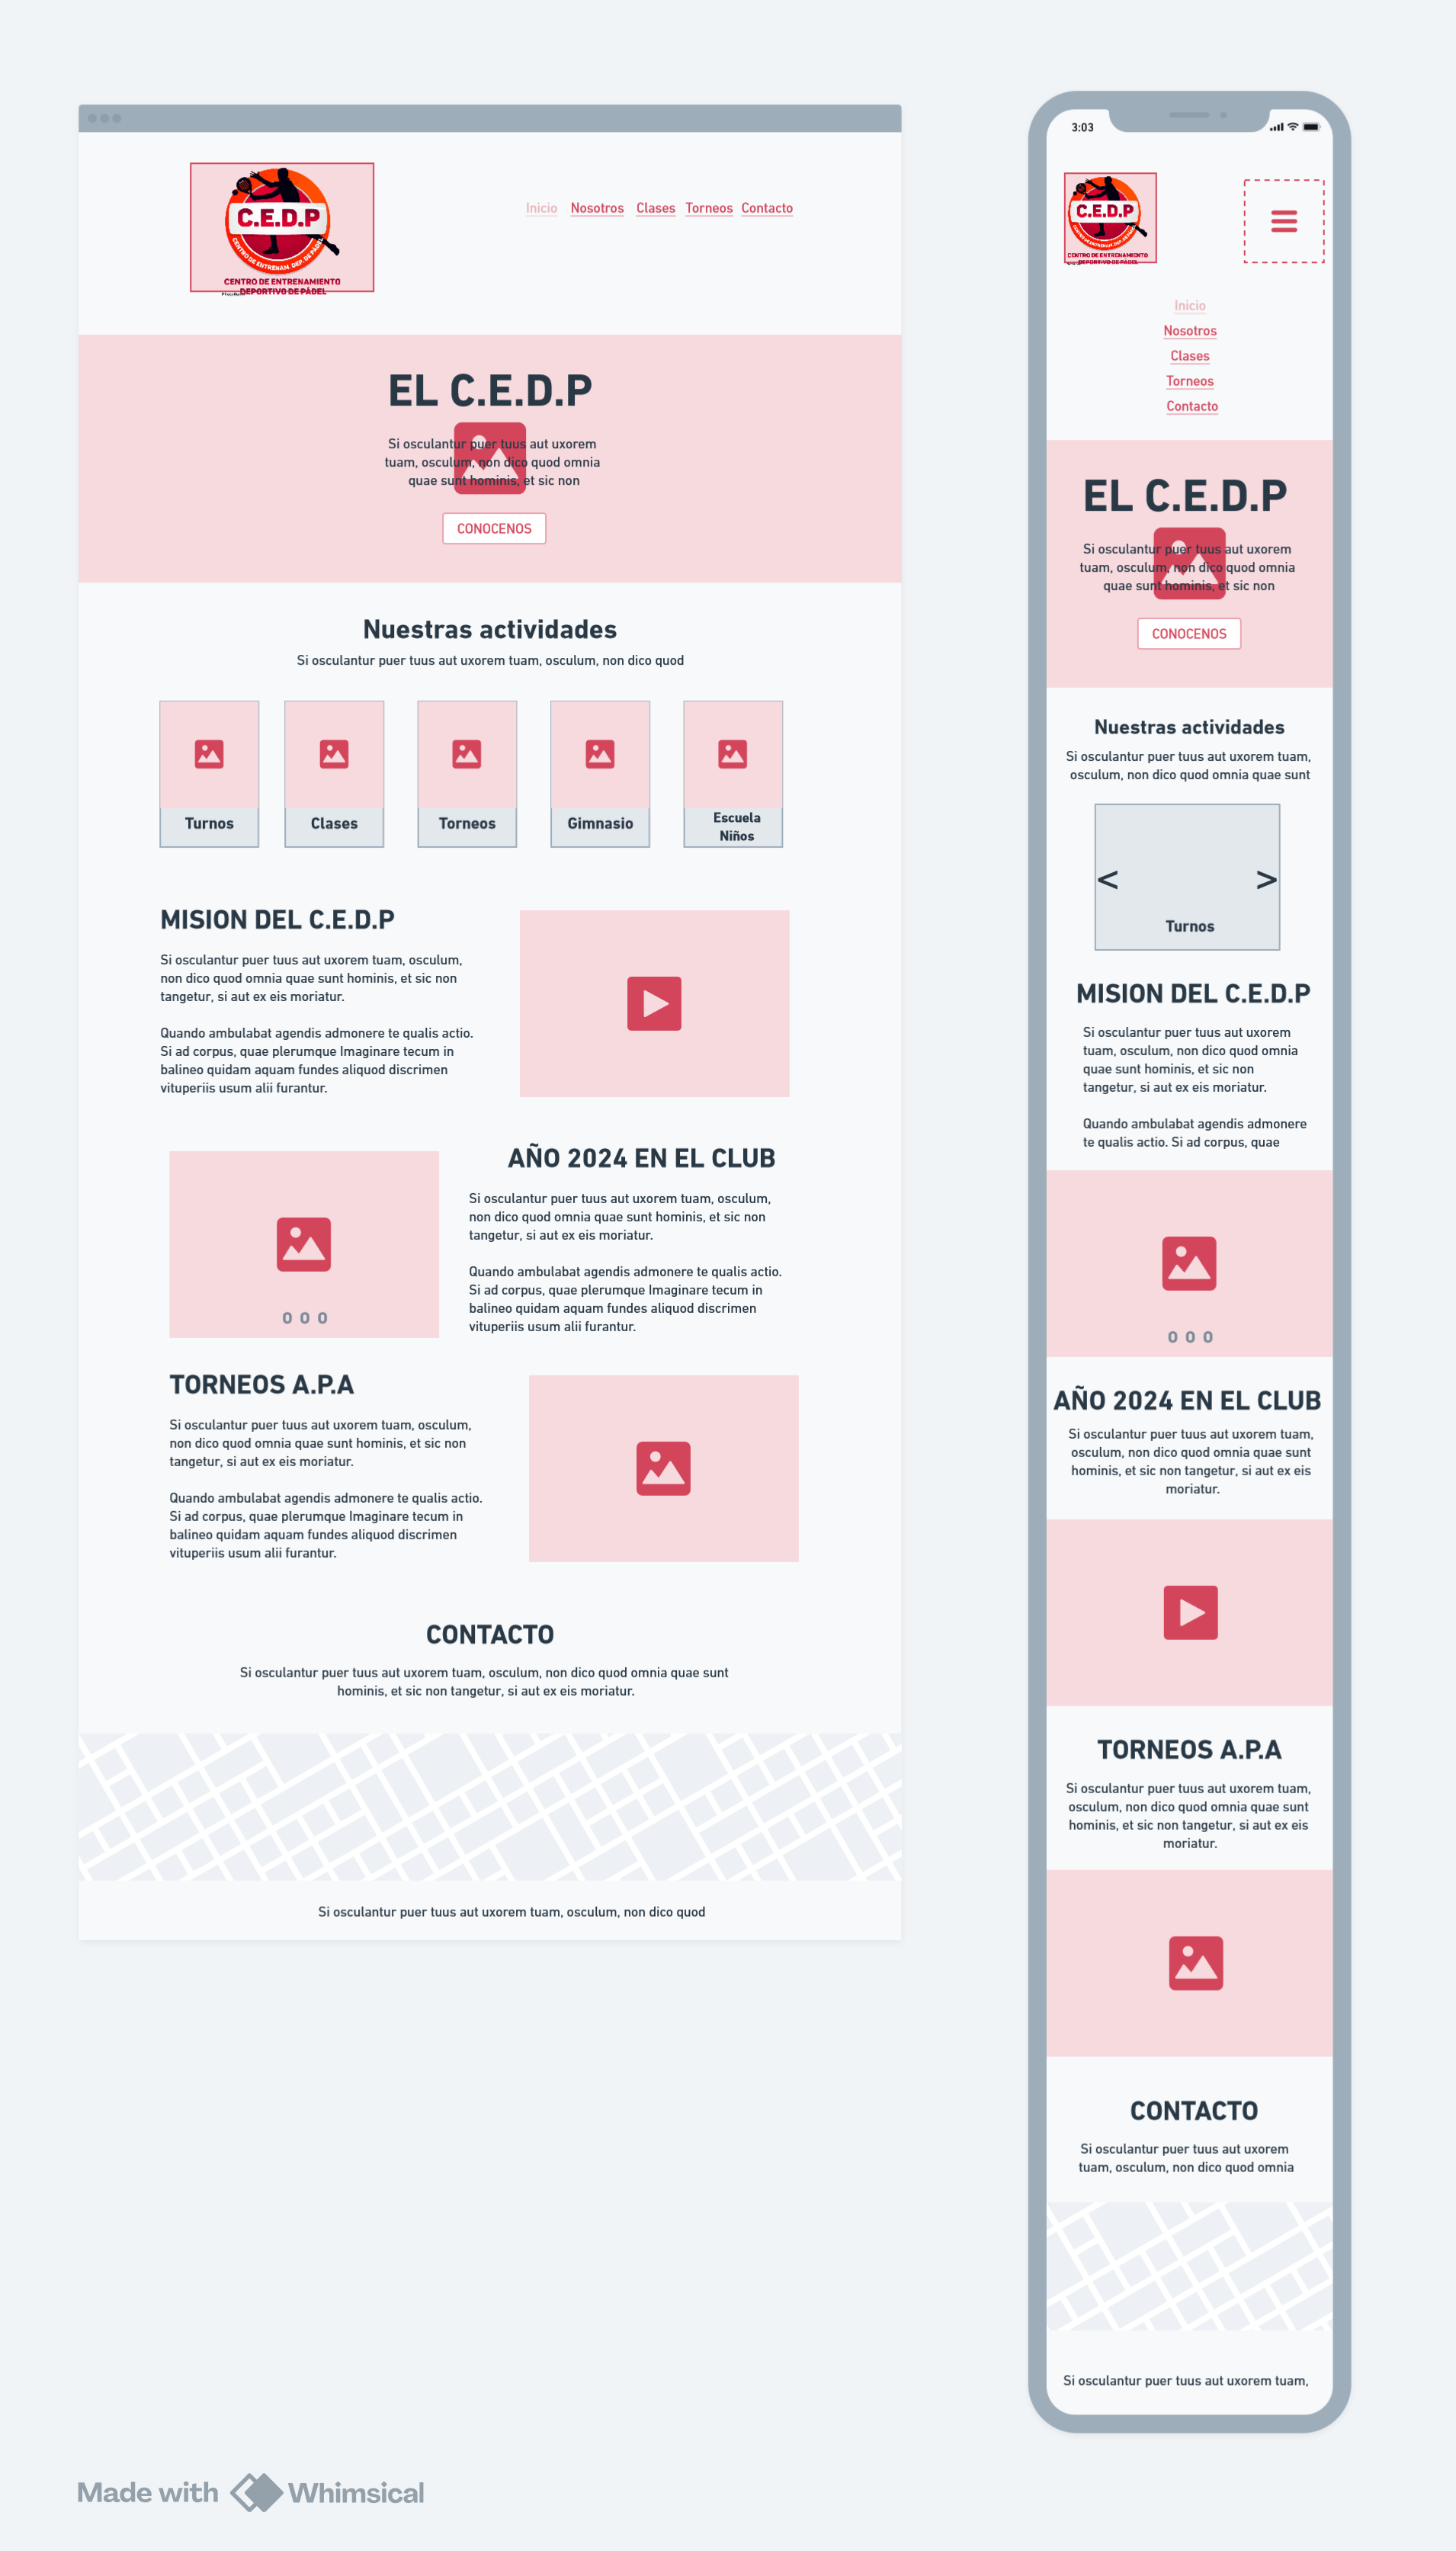 C.E.D.P
CENTRO DE ENTRENAM. DEP. DE PÁDEL
CENTRO DE ENTRENAMIENTO
DEPORTIVO DE PÁDEL
Inicio Nosotros Clases Torneos Contacto
EL C.E.D.P
Si osculantur puer tuus aut uxorem
tuam, osculum, non dico quod omnia
quae sunt hominis, et sic non
CONOCENOS
Nuestras actividades
Si osculantur puer tuus aut uxorem tuam, osculum, non dico quod
Turnos
Clases
Torneos
Gimnasio
Escuela
Niños
MISION DEL C.E.D.P
Si osculantur puer tuus aut uxorem tuam, osculum,
non dico quod omnia quae sunt hominis, et sic non
tangetur, si aut ex eis moriatur.
Quando ambulabat agendis admonere te qualis actio.
Si ad corpus, quae plerumque Imaginare tecum in
balineo quidam aquam fundes aliquod discrimen
vituperiis usum alii furantur.
AÑO 2024 EN EL CLUB
Si osculantur puer tuus aut uxorem tuam, osculum,
non dico quod omnia quae sunt hominis, et sic non
tangetur, si aut ex eis moriatur.
Quando ambulabat agendis admonere te qualis actio.
Si ad corpus, quae plerumque Imaginare tecum in
balineo quidam aquam fundes aliquod discrimen
vituperiis usum alii furantur.
O O O
TORNEOS A.P.A
Si osculantur puer tuus aut uxorem tuam, osculum,
non dico quod omnia quae sunt hominis, et sic non
tangetur, si aut ex eis moriatur.
Quando ambulabat agendis admonere te qualis actio.
Si ad corpus, quae plerumque Imaginare tecum in
balineo quidam aquam fundes aliquod discrimen
vituperiis usum alii furantur.
CONTACTO
Si osculantur puer tuus aut uxorem tuam, osculum, non dico quod omnia quae sunt
hominis, et sic non tangetur, si aut ex eis moriatur.
Si osculantur puer tuus aut uxorem tuam, osculum, non dico quod
3:03
C.E.D.P
CENTRO DE ENTRENAM. DEP. DE PÁDEL
CENTRO DE ENTRENAMIENTO
DEPORTIVO DE PÁDEL
Inicio
Nosotros
Clases
Torneos
Contacto
EL C.E.D.P
Si osculantur puer tuus aut uxorem
tuam, osculum, non dico quod omnia
quae sunt hominis, et sic non
CONOCENOS
Nuestras actividades
Si osculantur puer tuus aut uxorem tuam,
osculum, non dico quod omnia quae sunt
< >
Turnos
MISION DEL C.E.D.P
Si osculantur puer tuus aut uxorem
tuam, osculum, non dico quod omnia
quae sunt hominis, et sic non
tangetur, si aut ex eis moriatur.
Quando ambulabat agendis admonere
te qualis actio. Si ad corpus, quae
O O O
AÑO 2024 EN EL CLUB
Si osculantur puer tuus aut uxorem tuam,
osculum, non dico quod omnia quae sunt
hominis, et sic non tangetur, si aut ex eis
moriatur.
TORNEOS A.P.A
Si osculantur puer tuus aut uxorem tuam,
osculum, non dico quod omnia quae sunt
hominis, et sic non tangetur, si aut ex eis
moriatur.
CONTACTO
Si osculantur puer tuus aut uxorem
tuam, osculum, non dico quod omnia
Si osculantur puer tuus aut uxorem tuam,
Made with Whimsical